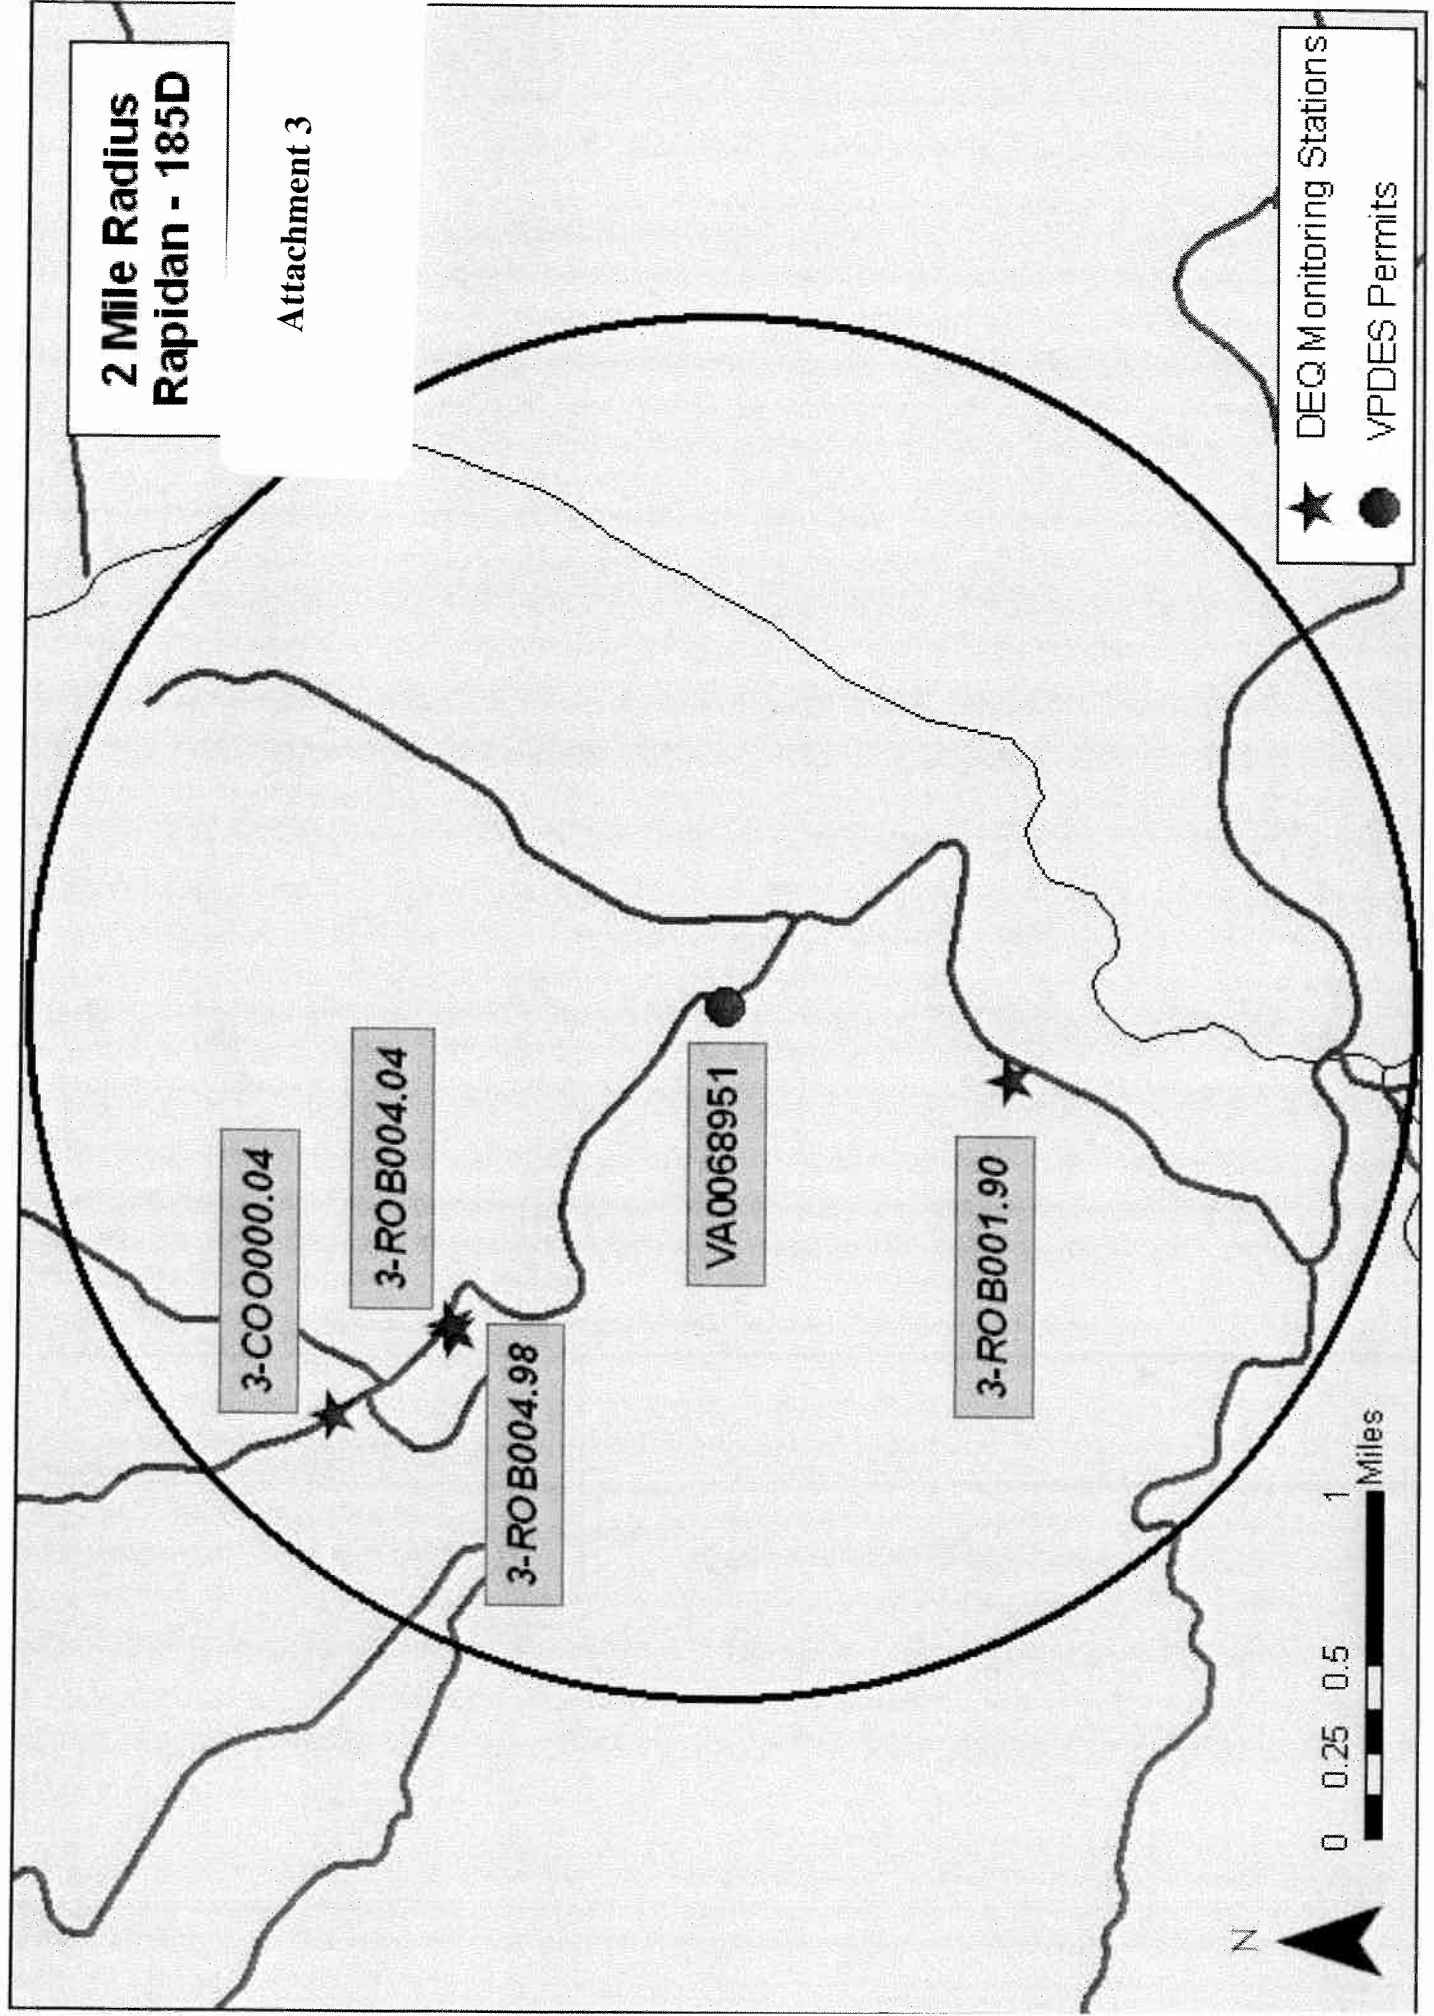 2 Mile Radius
Rapidan - 185D
Attachment 3
3-COO000.04
3-ROB004.04
3-ROB004.98
VA0068951
3-ROB001.90
DEQ Monitoring Stations
VPDES Permits
N
0 0.25 0.5 1
Miles